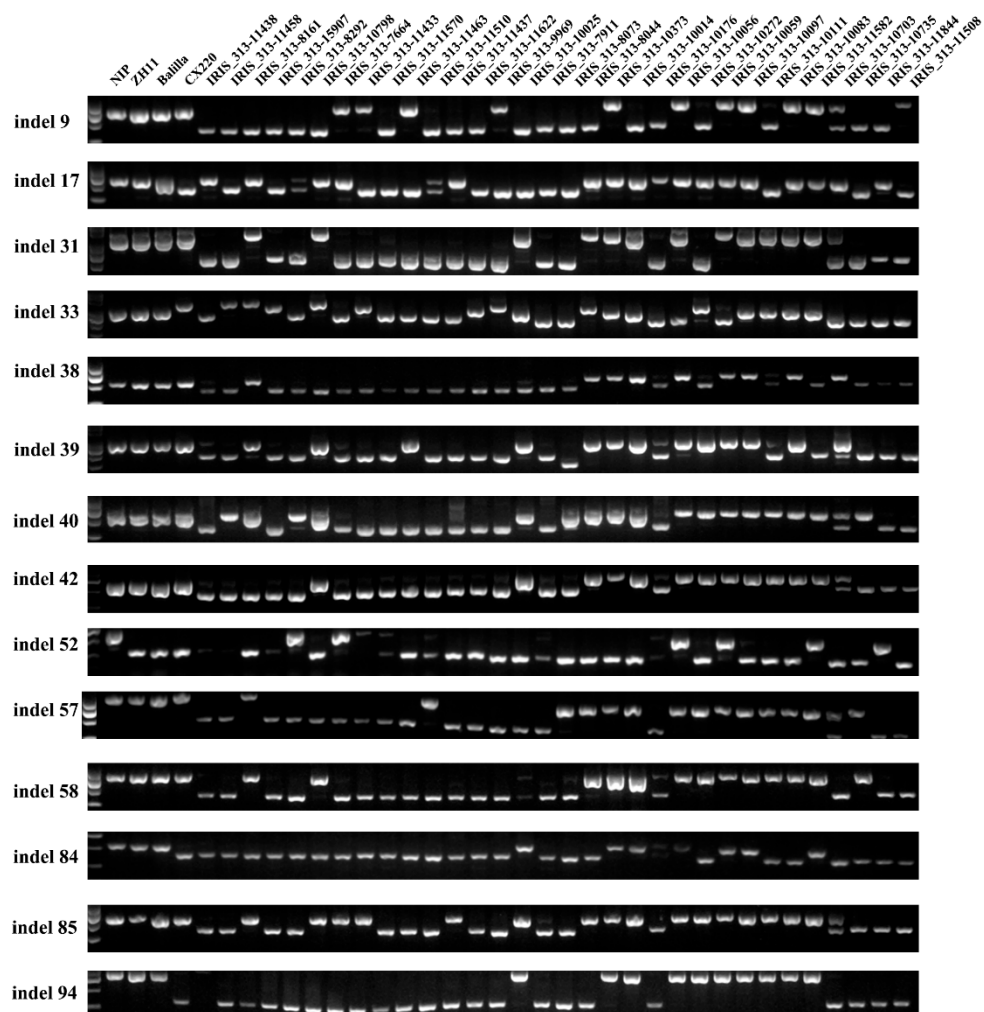 NIP
ZH11
Balilla
CX220
IRIS_313-11438
IRIS_313-11458
IRIS_313-8161
IRIS_313-15907
IRIS_313-8292
IRIS_313-10798
IRIS_313-7664
IRIS_313-11433
IRIS_313-11570
IRIS_313-11463
IRIS_313-11510
IRIS_313-11437
IRIS_313-11622
IRIS_313-9969
IRIS_313-10025
IRIS_313-7911
IRIS_313-8073
IRIS_313-8044
IRIS_313-10373
IRIS_313-10014
IRIS_313-10176
IRIS_313-10056
IRIS_313-10272
IRIS_313-10059
IRIS_313-10097
IRIS_313-10111
IRIS_313-10083
IRIS_313-11582
IRIS_313-10703
IRIS_313-10735
IRIS_313-11844
IRIS_313-11508
indel 9
indel 17
indel 31
indel 33
indel 38
indel 39
indel 40
indel 42
indel 52
indel 57
indel 58
indel 84
indel 85
indel 94